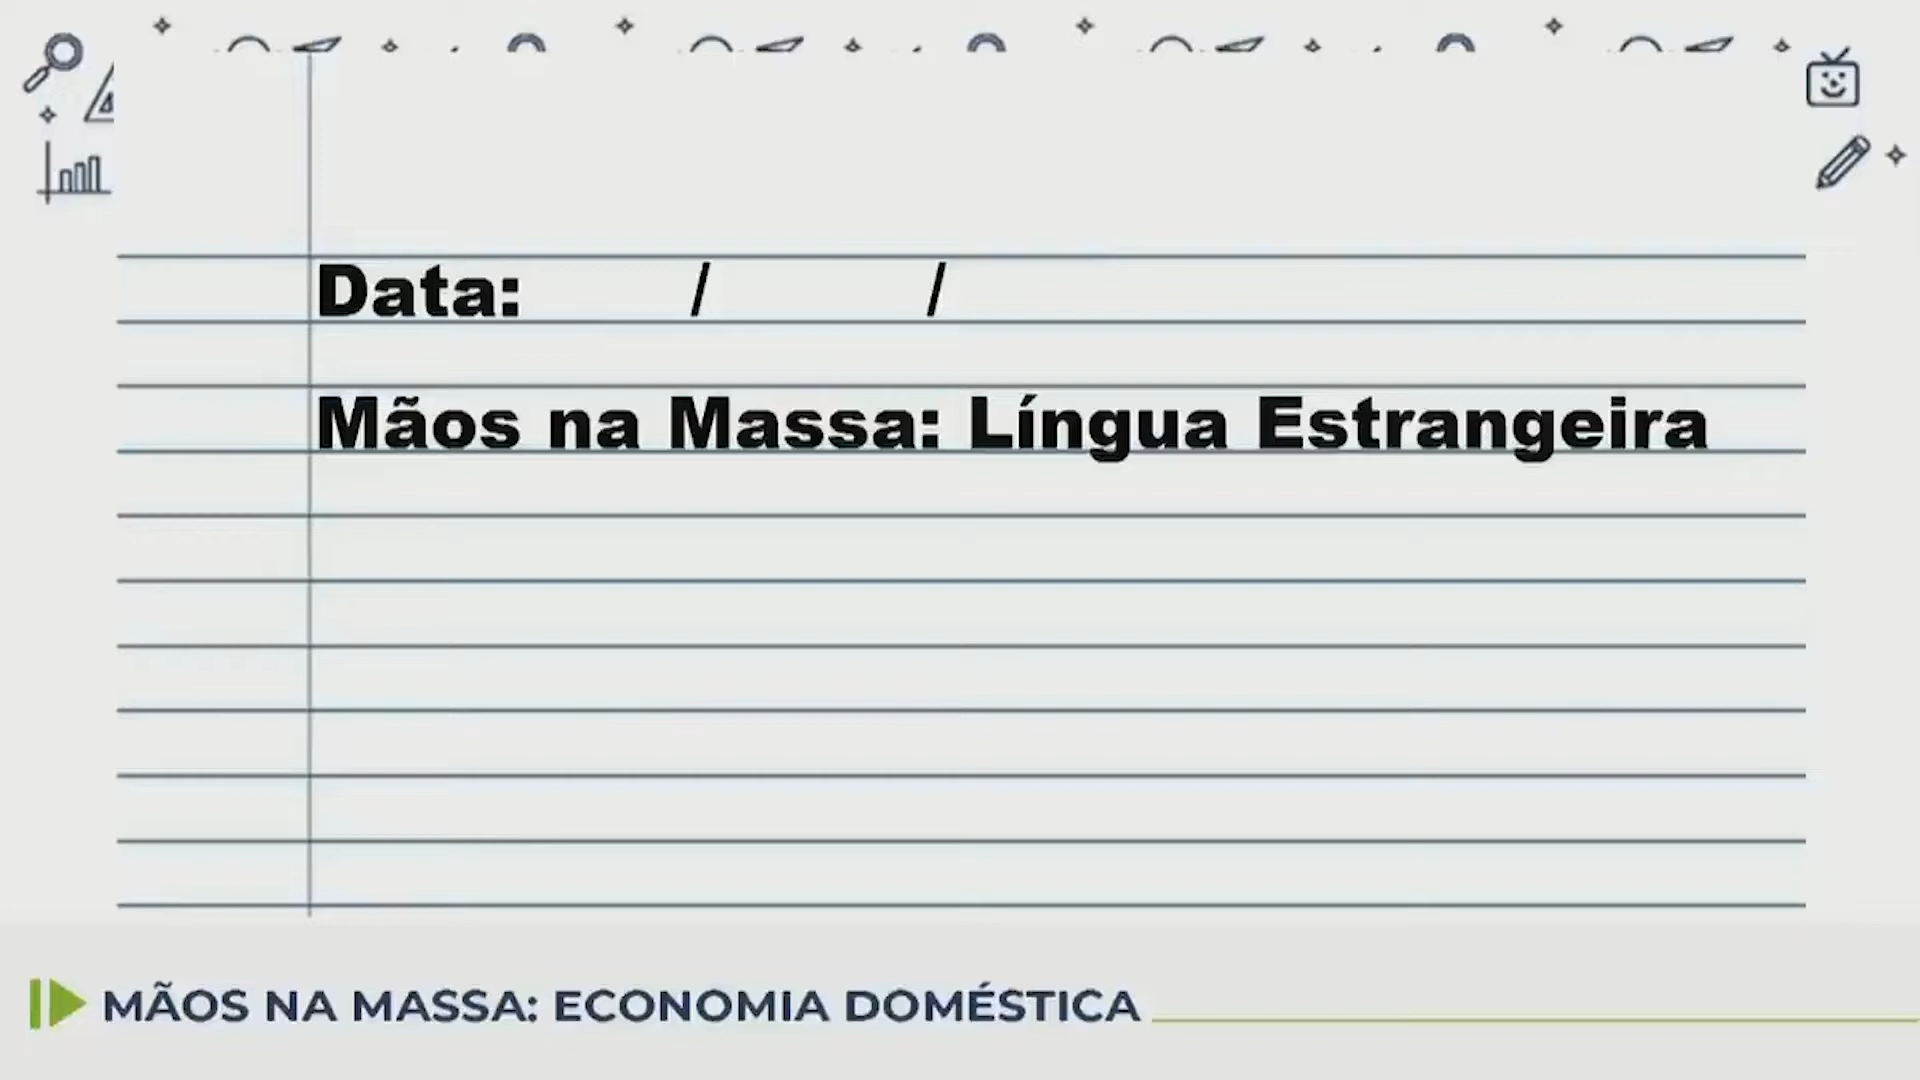 Data: / /
Mãos na Massa: Língua Estrangeira
MÃOS NA MASSA: ECONOMIA DOMÉSTICA